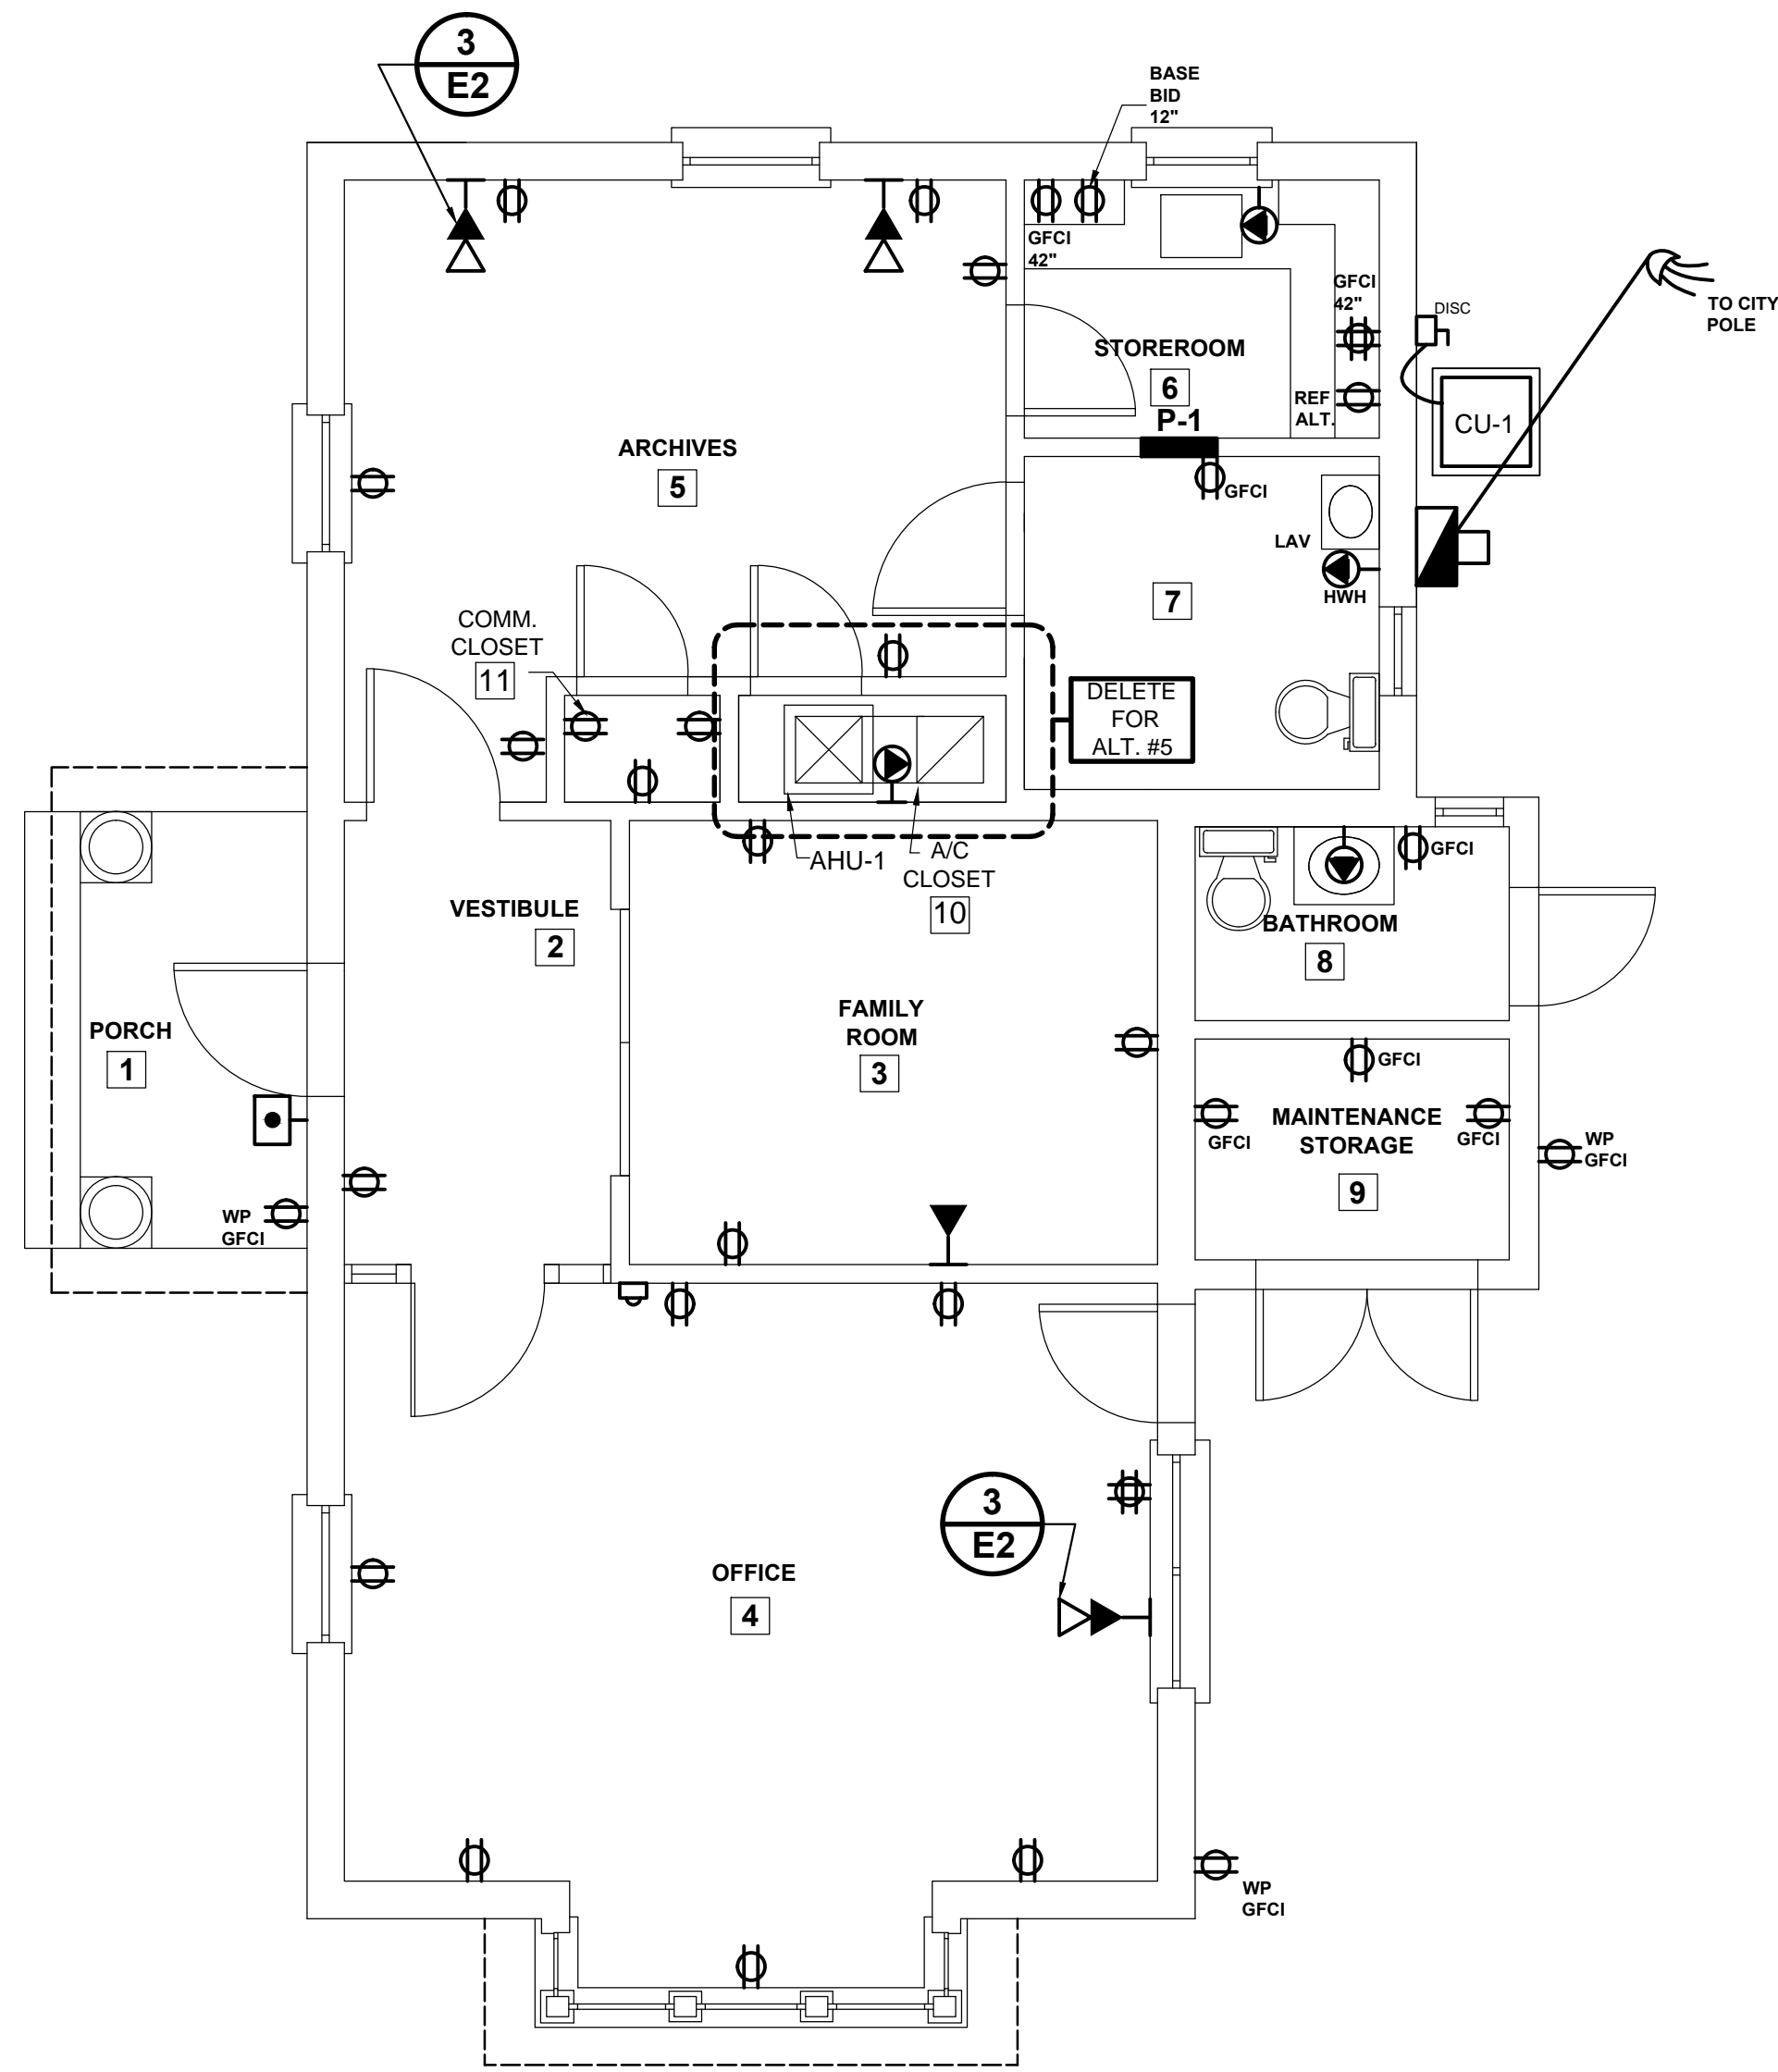 3
E2
BASE
BID
12"
GFCI
42"
GFCI
42"
DISC
TO CITY
POLE
STOREROOM
6
REF
ALT.
P-1
CU-1
ARCHIVES
5
GFCI
LAV
HWH
7
COMM.
CLOSET
11
DELETE
FOR
ALT. #5
AHU-1
A/C
CLOSET
10
GFCI
VESTIBULE
2
BATHROOM
8
FAMILY
ROOM
3
PORCH
1
GFCI
GFCI
MAINTENANCE
STORAGE
9
GFCI
WP
GFCI
WP
GFCI
3
E2
OFFICE
4
WP
GFCI